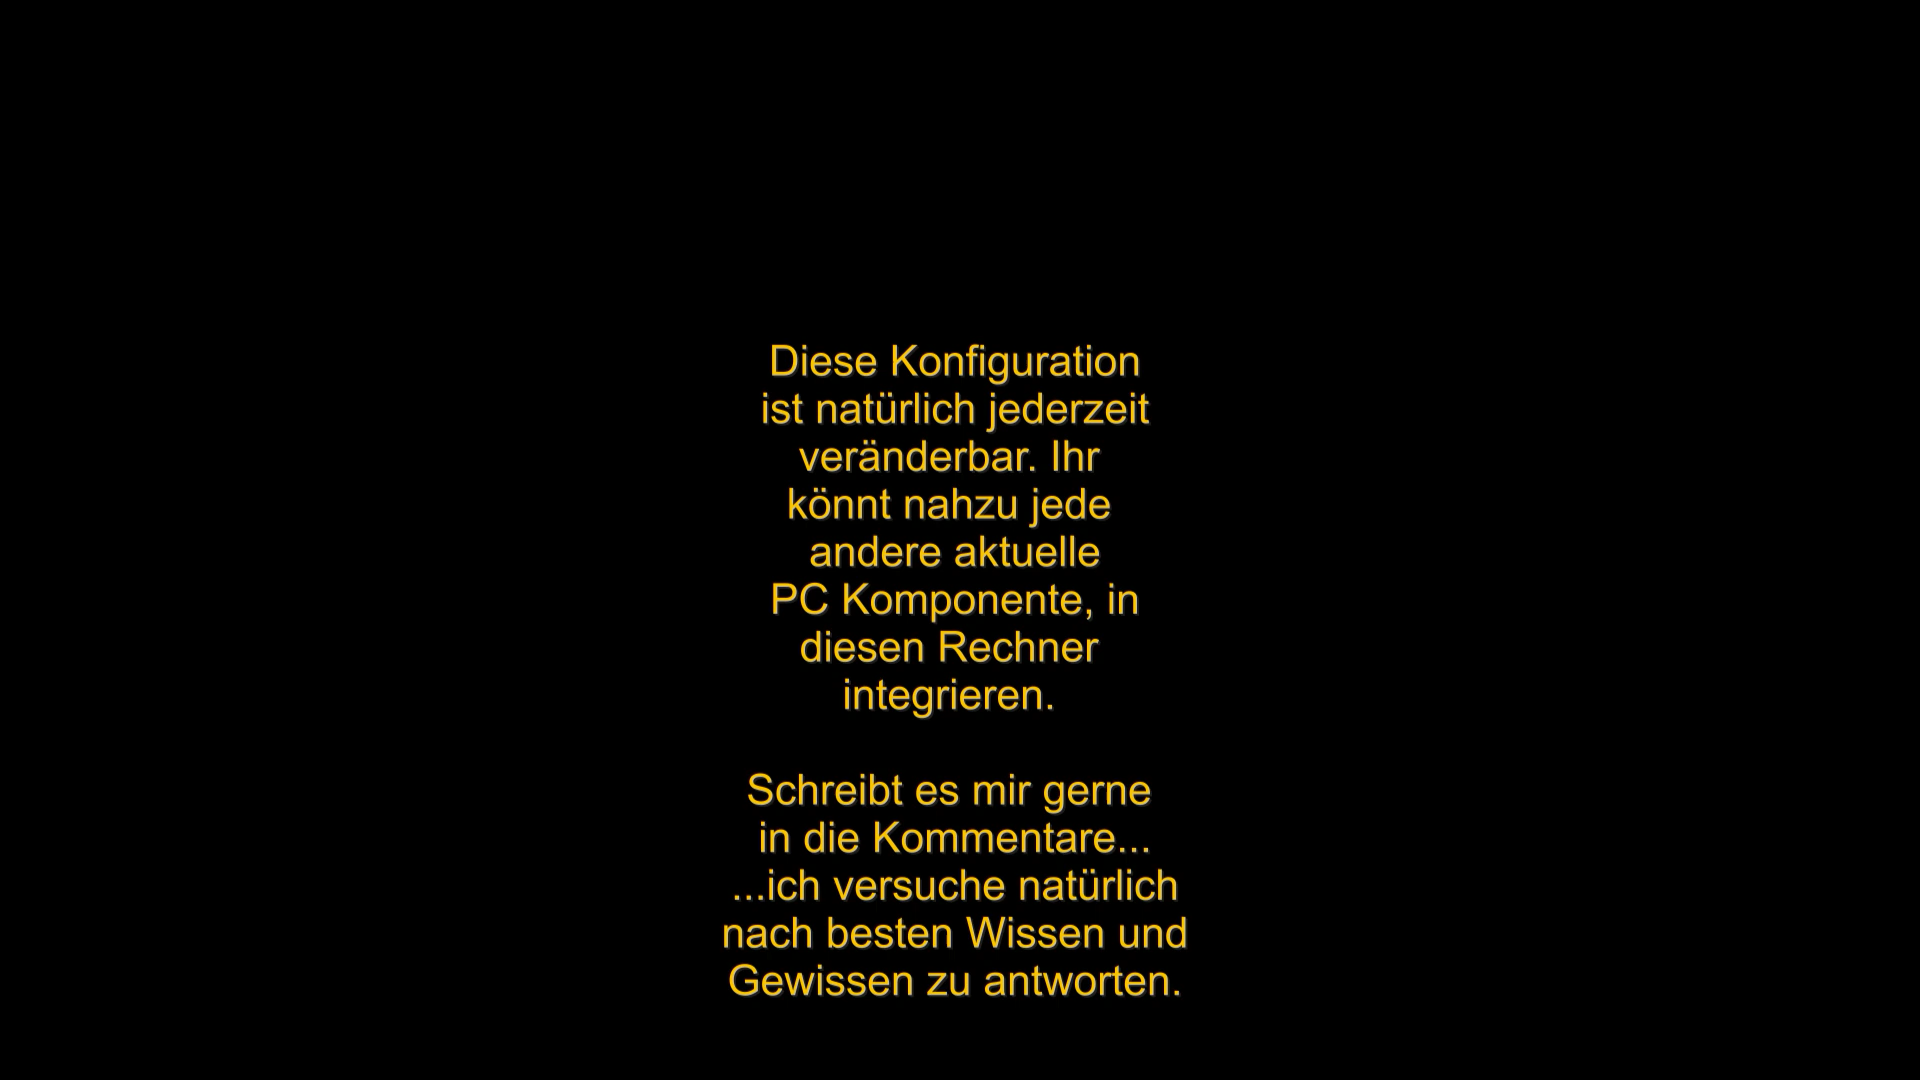 Diese Konfiguration
ist natürlich jederzeit
veränderbar. Ihr
könnt nahzu jede
andere aktuelle
PC Komponente, in
diesen Rechner
integrieren.
Schreibt es mir gerne
in die Kommentare...
...ich versuche natürlich
nach besten Wissen und
Gewissen zu antworten.